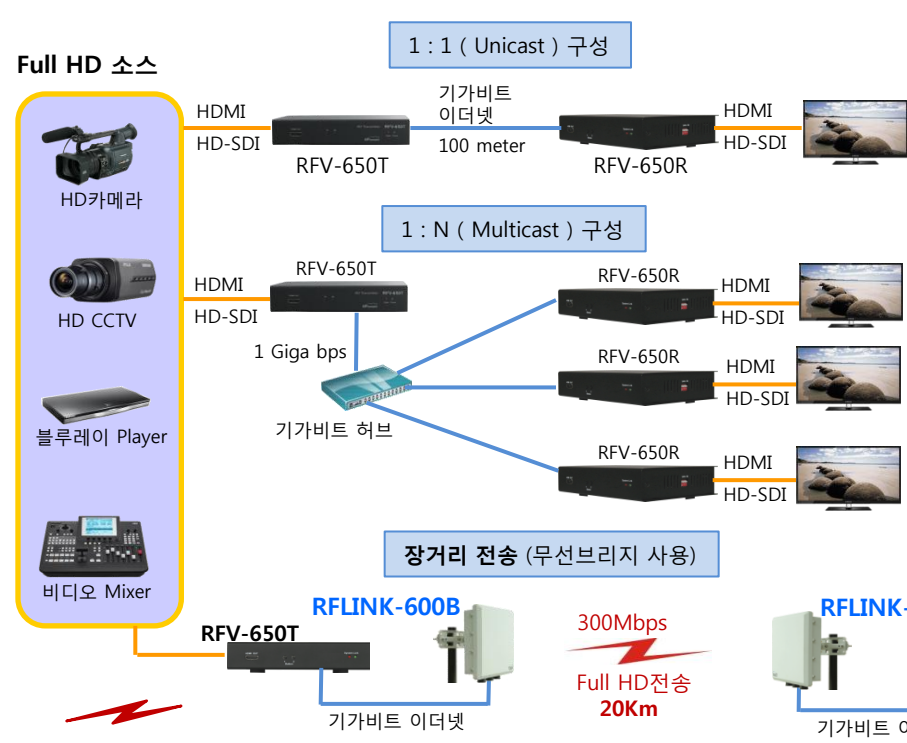 1 : 1 ( Unicast ) 구성
Full HD 소스
HDMI
HD-SDI
RFV-650T
기가비트
이더넷
100 meter
RFV-650R
HDMI
HD-SDI
HD카메라
1 : N ( Multicast ) 구성
HD CCTV
HDMI
HD-SDI
RFV-650T
1 Giga bps
기가비트 허브
RFV-650R
HDMI
HD-SDI
RFV-650R
HDMI
HD-SDI
RFV-650R
HDMI
HD-SDI
블루레이 Player
비디오 Mixer
장거리 전송 (무선브리지 사용)
RFV-650T
RFLINK-600B
기가비트 이더넷
300Mbps
Full HD전송
20Km
RFLINK-
기가비트 이